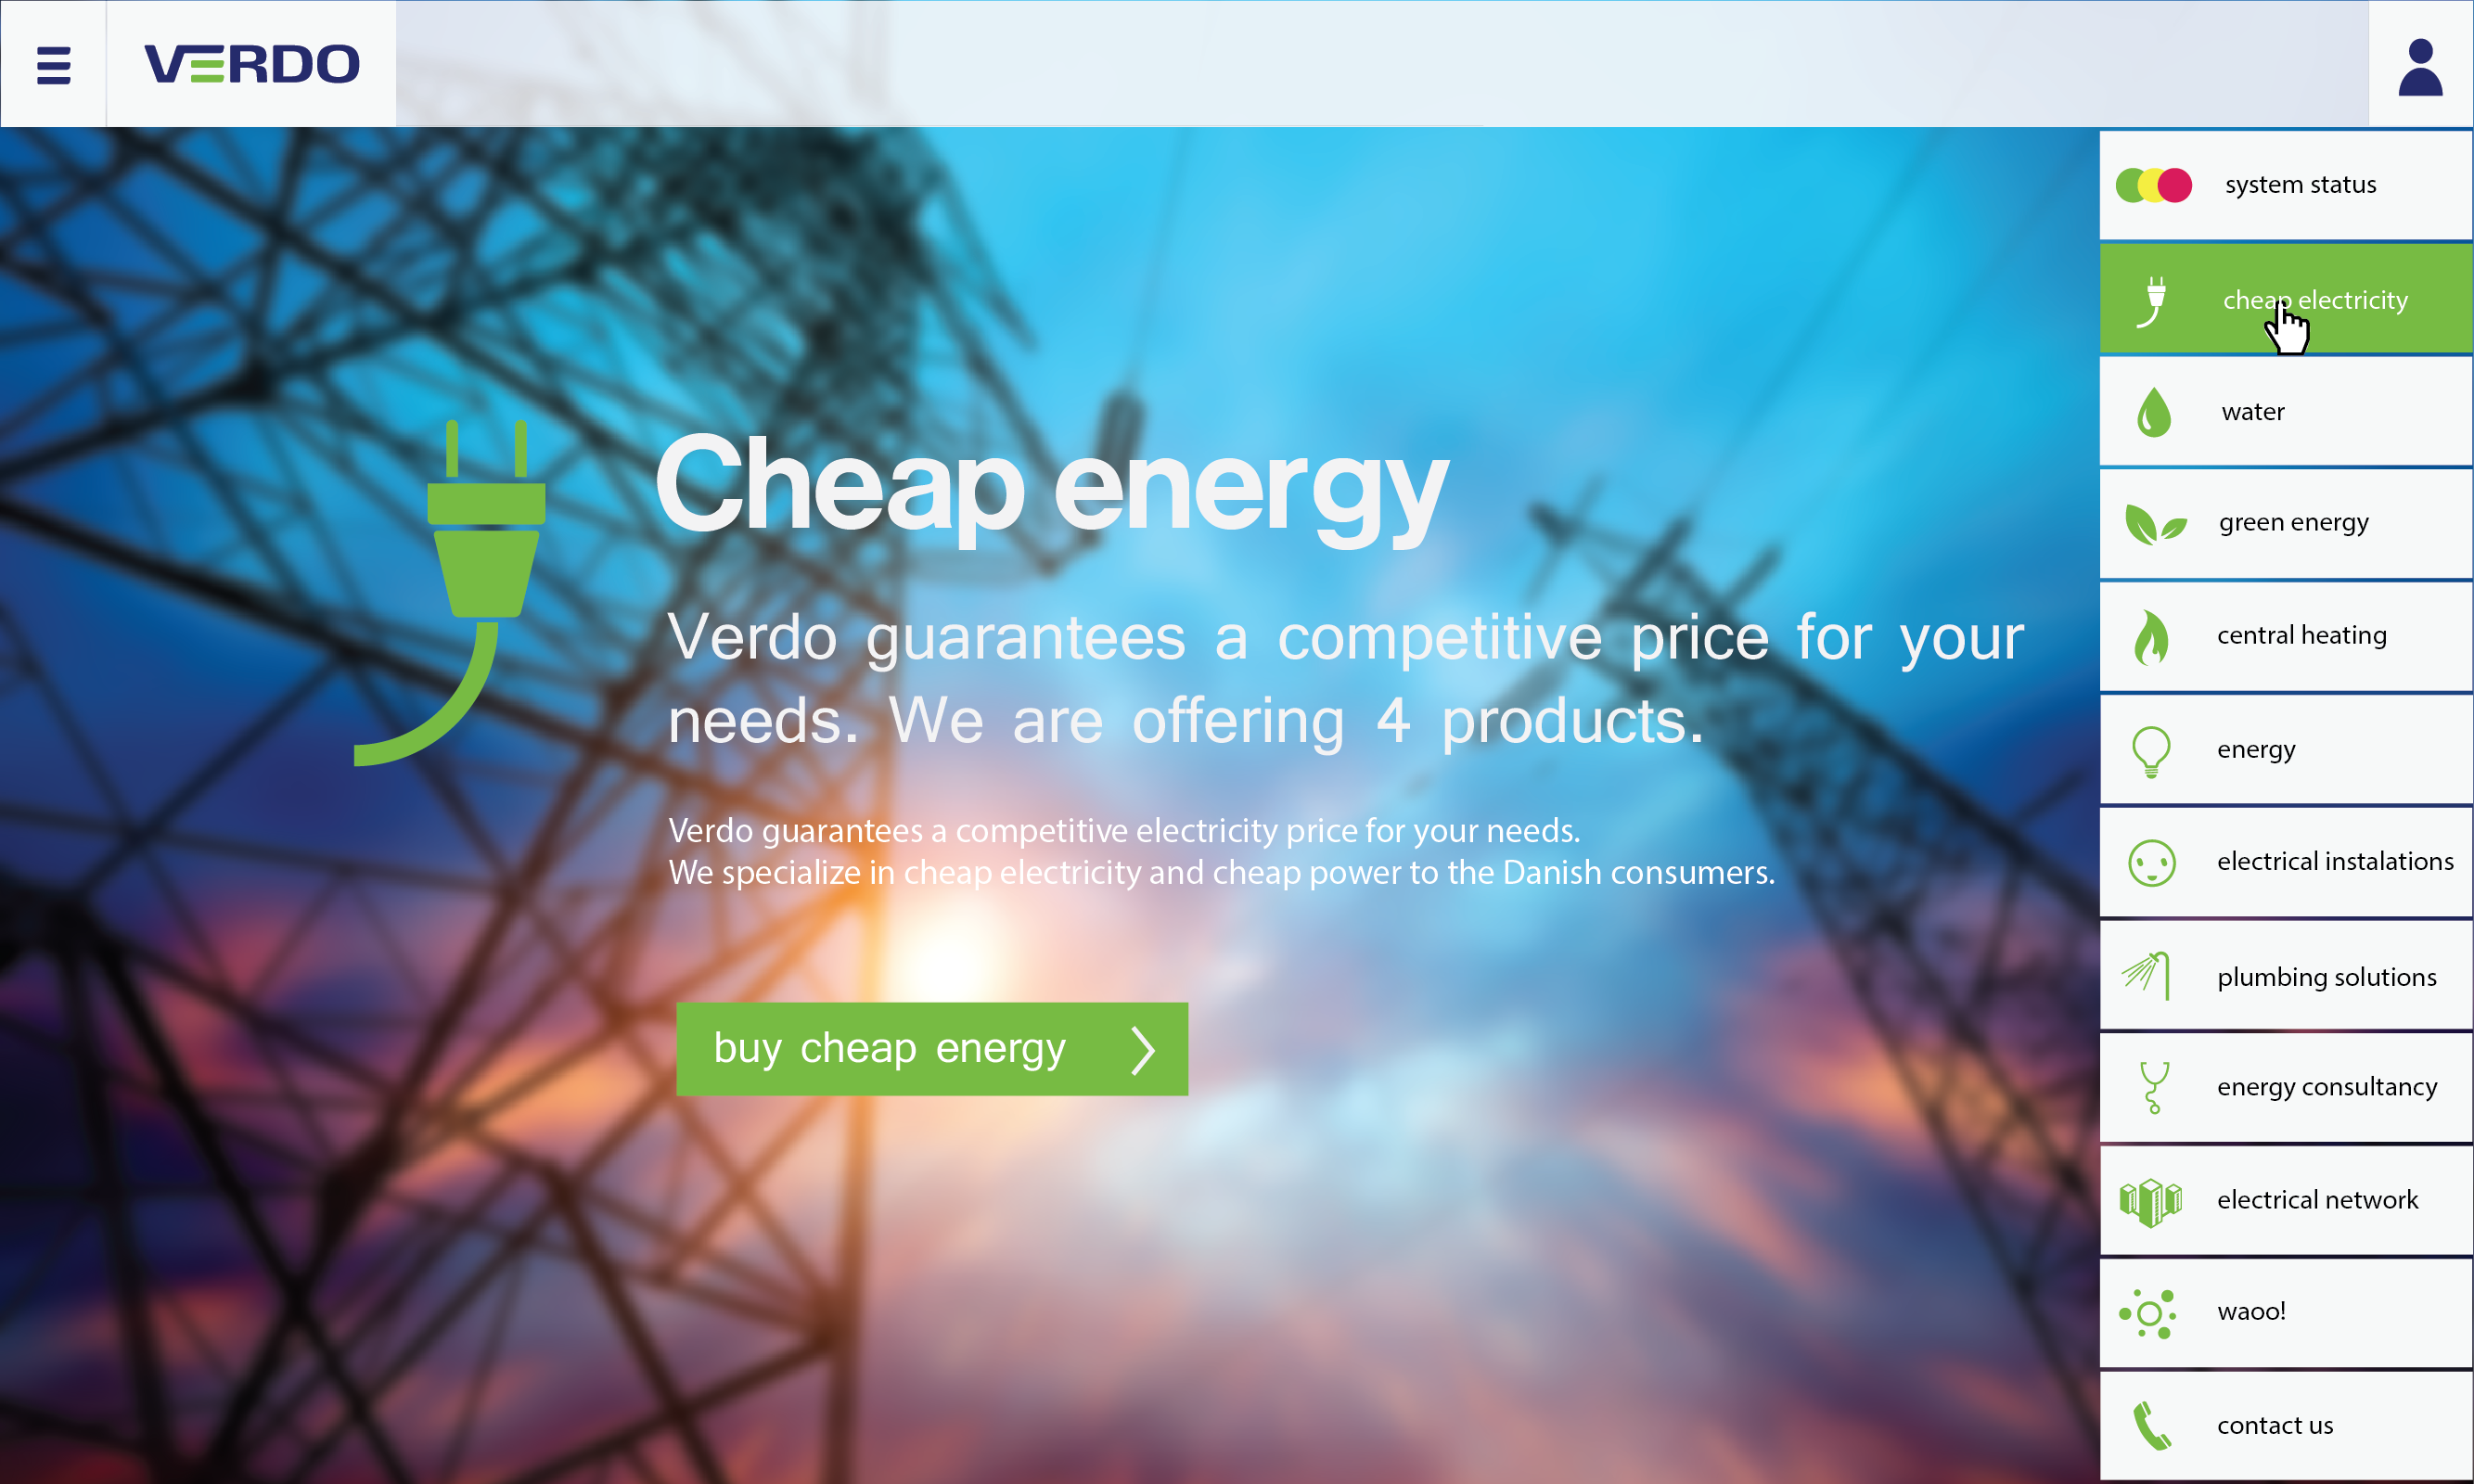 VERDO
system status
cheap electricity
water
green energy
central heating
energy
electrical instalations
plumbing solutions
energy consultancy
electrical network
waoo!
contact us
Cheap energy
Verdo guarantees a competitive price for your
needs. We are offering 4 products.
Verdo guarantees a competitive electricity price for your needs.
We specialize in cheap electricity and cheap power to the Danish consumers.
buy cheap energy